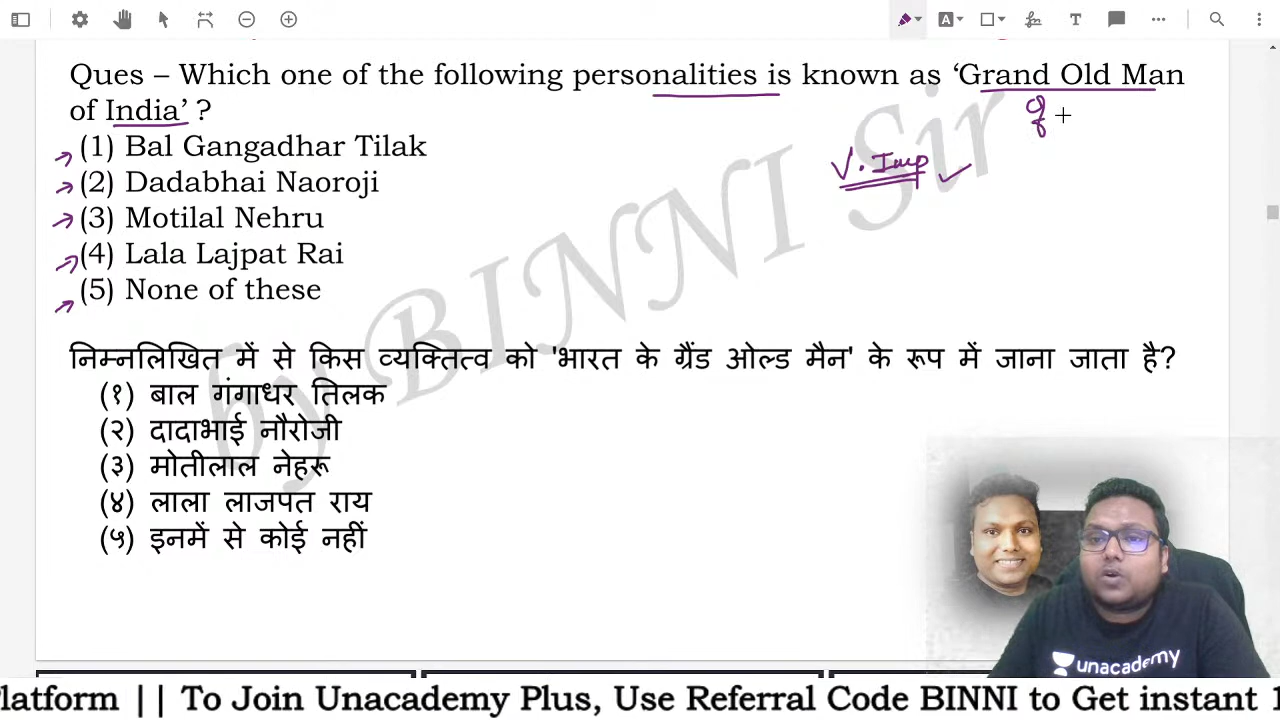 Ques – Which one of the following personalities is known as ‘Grand Old Man
of India’ ?
V. Imp
(1) Bal Gangadhar Tilak
(2) Dadabhai Naoroji
(3) Motilal Nehru
(4) Lala Lajpat Rai
(5) None of these
by BINNI Sir
निम्नलिखित में से किस व्यक्तित्व को 'भारत के ग्रैंड ओल्ड मैन' के रूप में जाना जाता है?
(१) बाल गंगाधर तिलक
(२) दादाभाई नौरोजी
(३) मोतीलाल नेहरू
(४) लाला लाजपत राय
(५) इनमें से कोई नहीं
unacademy
Platform || To Join Unacademy Plus, Use Referral Code BINNI to Get instant 1